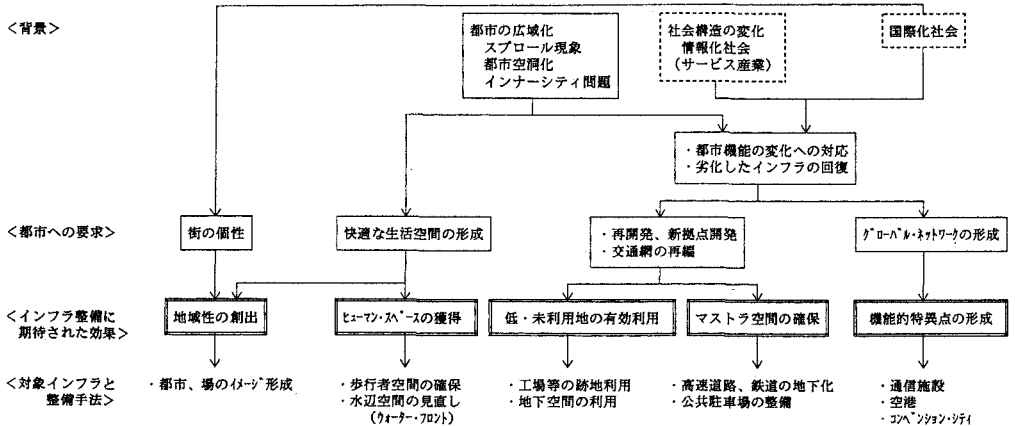 <背景>
都市の広域化
スプロール現象
都市空洞化
インナーシティ問題
社会構造の変化
情報化社会
(サービス産業)
国際化社会
・都市機能の変化への対応
・劣化したインフラの回復
<都市への要求>
街の個性
快適な生活空間の形成
・再開発、新拠点開発
・交通網の再編
グローバル・ネットワークの形成
<インフラ整備に
期待された効果>
地域性の創出
ヒューマン・スペースの獲得
低・未利用地の有効利用
マストラ空間の確保
機能的特異点の形成
<対象インフラと
整備手法>
・都市、場のイメージ形成
・歩行者空間の確保
・水辺空間の見直し
(ウォーター・フロント)
・工場等の跡地利用
・地下空間の利用
・高速道路、鉄道の地下化
・公共駐車場の整備
・通信施設
・空港
・コンベンション・シティ